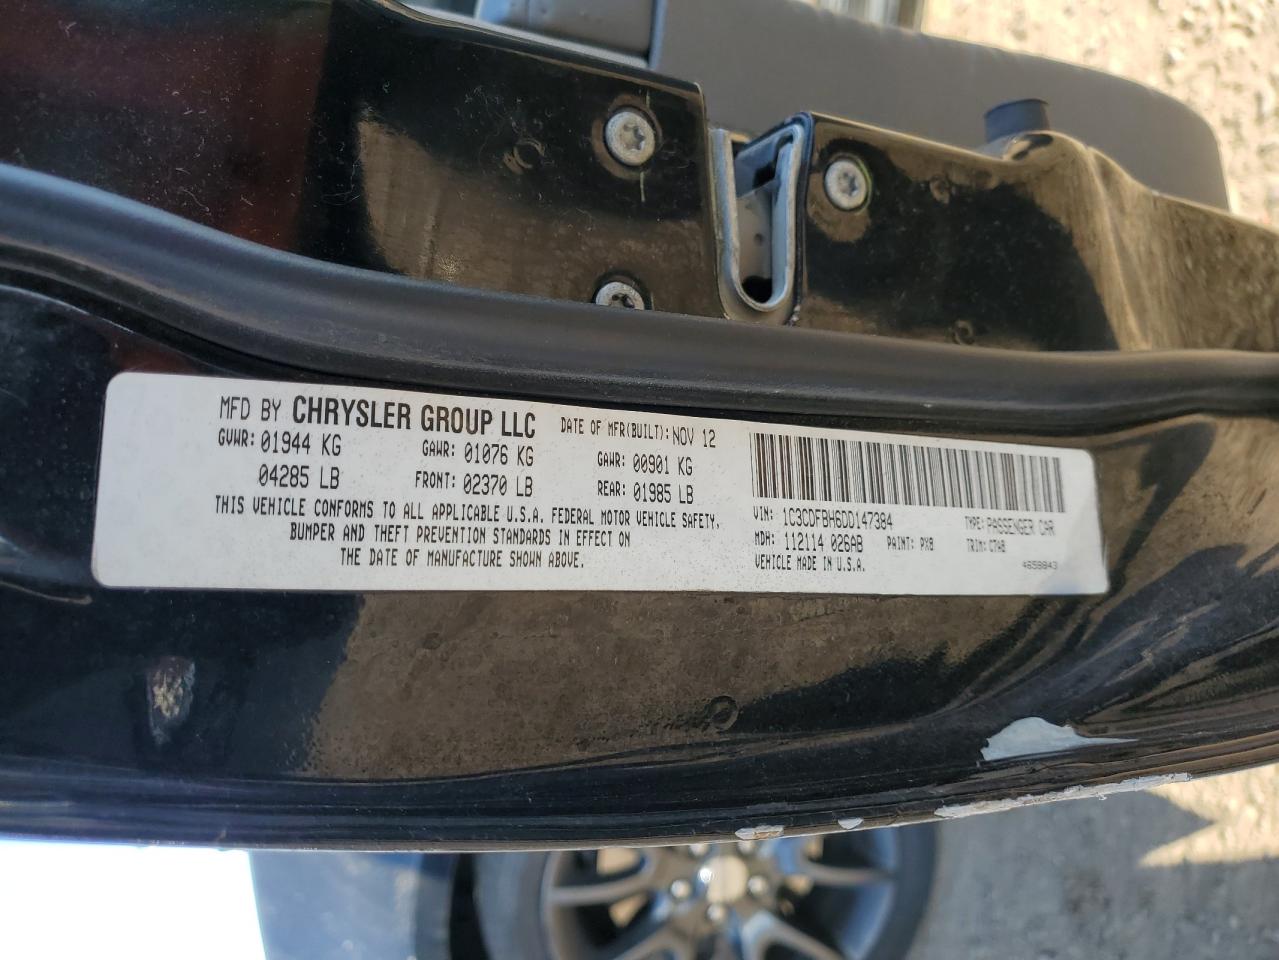 MFD BY CHRYSLER GROUP LLC DATE OF MFR(BUILT): NOV 12
GVWR: 01944 KG GAWR: 01076 KG GAWR: 00901 KG
04285 LB FRONT: 02370 LB REAR: 01985 LB
THIS VEHICLE CONFORMS TO ALL APPLICABLE U.S.A. FEDERAL MOTOR VEHICLE SAFETY,
BUMPER AND THEFT PREVENTION STANDARDS IN EFFECT ON
THE DATE OF MANUFACTURE SHOWN ABOVE.
VIN: 1C3CDFBH6DD147384 TYPE: PASSENGER CAR
MDH: 112114 026AB PAINT: PX8 TRIM: C7AB
VEHICLE MADE IN U.S.A. 4658843